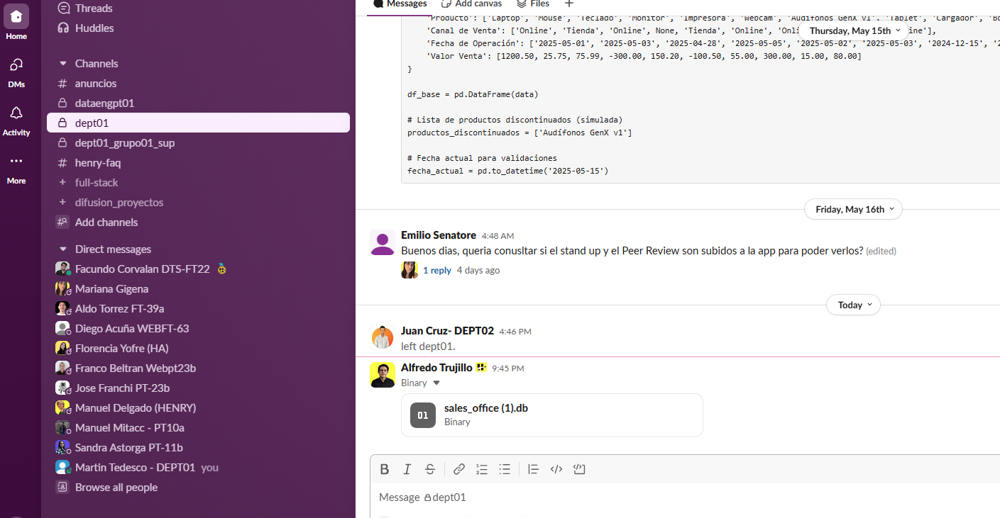 Home
DMs
Activity
More
Threads
Huddles
Channels
anuncios
dataengpt01
dept01
dept01_grupo01_sup
henry-faq
full-stack
difusion_proyectos
Add channels
Direct messages
Facundo Corvalan DTS-FT22
Mariana Gigena
Aldo Torrez FT-39a
Diego Acuña WEBFT-63
Florencia Yofre (HA)
Franco Beltran Webpt23b
Jose Franchi PT-23b
Manuel Delgado (HENRY)
Manuel Mitacc - PT10a
Sandra Astorga PT-11b
Martin Tedesco - DEPT01 you
Browse all people
Messages Add canvas Files
'Producto': ['Laptop', 'Mouse', 'Teclado', 'Monitor', 'Impresora', 'Webcam', 'Audífonos GenX v1', 'Tablet', 'Cargador',
'Canal de Venta': ['Online', 'Tienda', 'Online', None, 'Tienda', 'Online',
Thursday, May 15th
'Fecha de Operación': ['2025-05-01', '2025-05-03', '2025-04-28', '2025-05-05', '2025-05-02', '2025-05-03', '2024-12-15',
'Valor Venta': [1200.50, 25.75, 75.99, -300.00, 150.20, -100.50, 55.00, 300.00, 15.00, 80.00]
}
df_base = pd.DataFrame(data)
# Lista de productos discontinuados (simulada)
productos_discontinuados = ['Audífonos GenX v1']
# Fecha actual para validaciones
fecha_actual = pd.to_datetime('2025-05-15')
Friday, May 16th
Emilio Senatore 4:48 AM
Buenos dias, queria conusltar si el stand up y el Peer Review son subidos a la app para poder verlos? (edited)
1 reply 4 days ago
Today
Juan Cruz- DEPT02 4:46 PM
left dept01.
Alfredo Trujillo 9:45 PM
Binary
01
sales_office (1).db
Binary
Message dept01